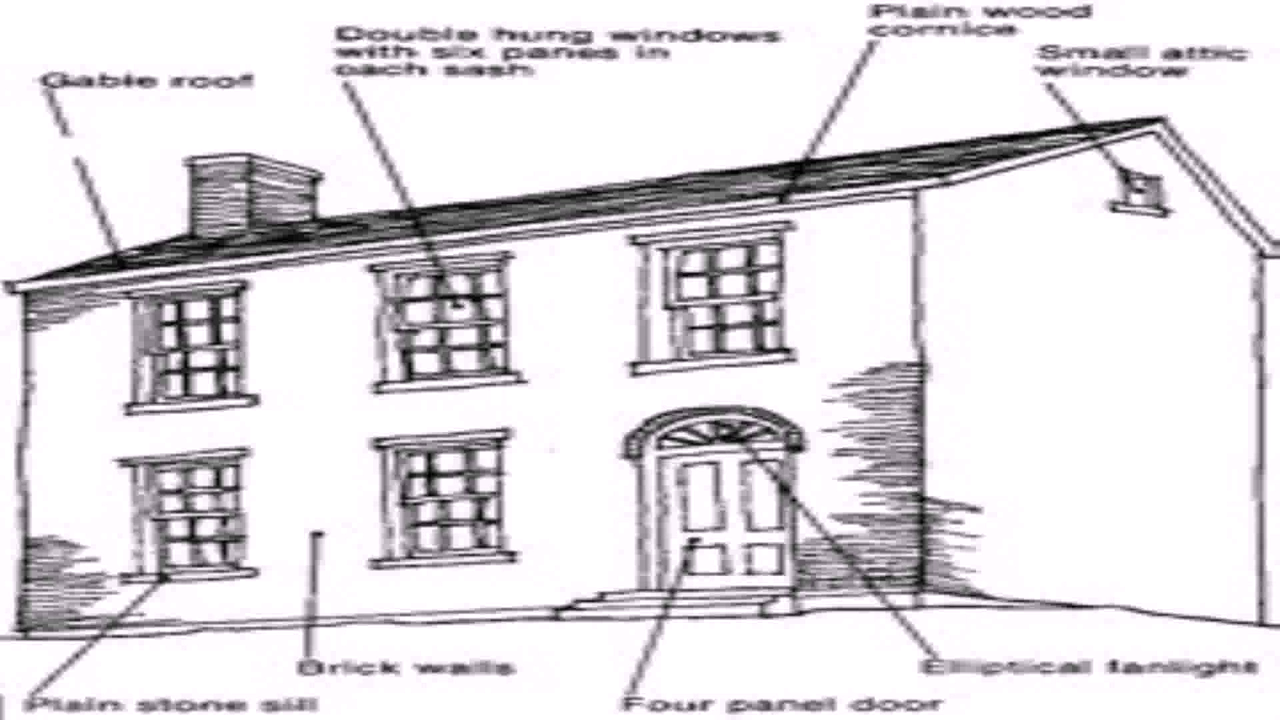 Plain wood
cornice
Double hung windows
with six panes in
each sash
Small attic
window
Gable roof
Brick walls
Elliptical fanlight
Plain stone sill
Four panel door